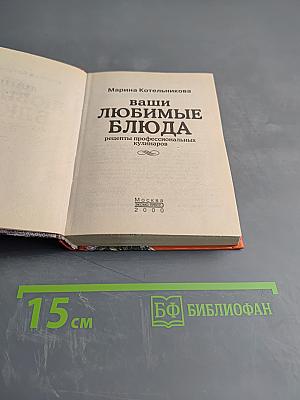 Марина Котельникова
ваши
ЛЮБИМЫЕ
БЛЮДА
рецепты профессиональных
кулинаров
Москва
2000
15 см
БФ БИБЛИОФАН